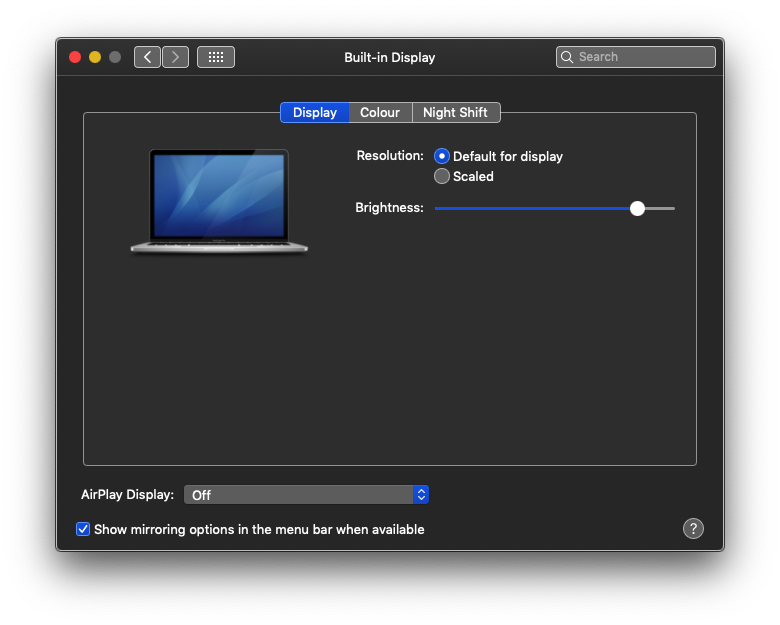 Built-in Display
Search
Display Colour Night Shift
Resolution: Default for display
Scaled
Brightness:
AirPlay Display: Off
Show mirroring options in the menu bar when available
?